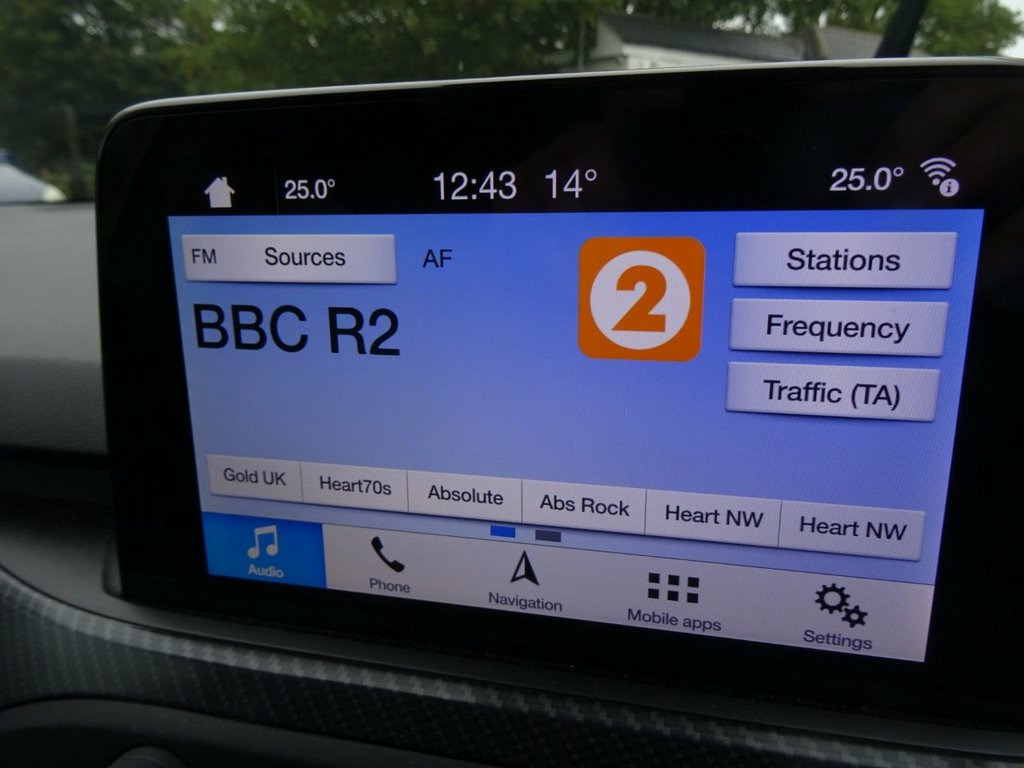 25.0° 12:43 14° 25.0°
FM Sources AF
2
Stations
BBC R2
Frequency
Traffic (TA)
Gold UK Heart70s Absolute Abs Rock Heart NW Heart NW
Audio Phone Navigation Mobile apps Settings